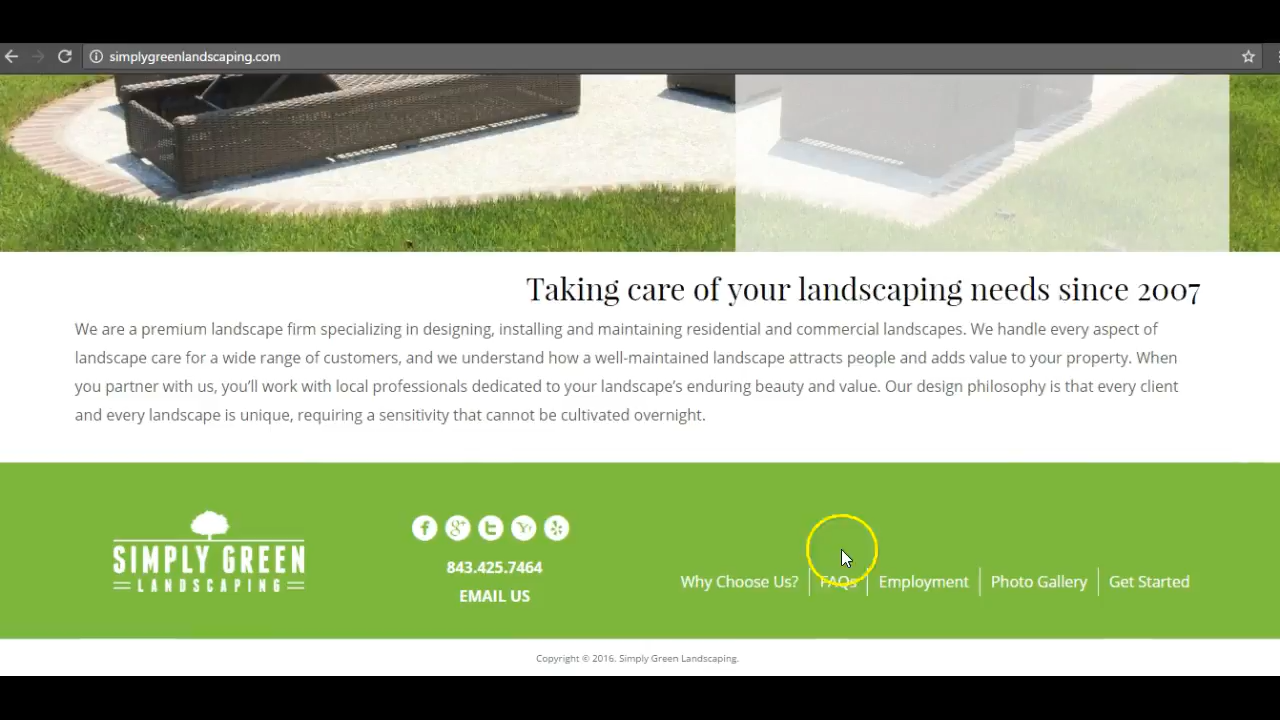 simplygreenlandscaping.com
Taking care of your landscaping needs since 2007
We are a premium landscape firm specializing in designing, installing and maintaining residential and commercial landscapes. We handle every aspect of
landscape care for a wide range of customers, and we understand how a well-maintained landscape attracts people and adds value to your property. When
you partner with us, you’ll work with local professionals dedicated to your landscape’s enduring beauty and value. Our design philosophy is that every client
and every landscape is unique, requiring a sensitivity that cannot be cultivated overnight.
SIMPLY GREEN
LANDSCAPING
843.425.7464
EMAIL US
Why Choose Us? FAQs Employment Photo Gallery Get Started
Copyright © 2016. Simply Green Landscaping.